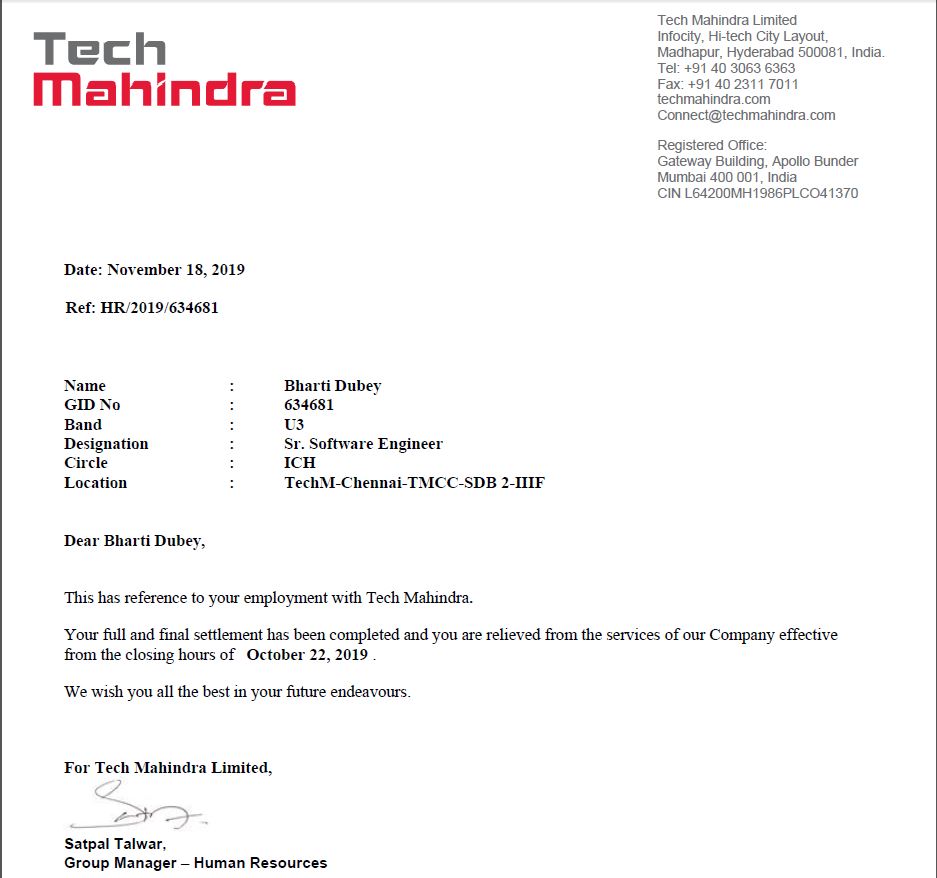 Tech
Mahindra
Tech Mahindra Limited
Infocity, Hi-tech City Layout,
Madhapur, Hyderabad 500081, India.
Tel: +91 40 3063 6363
Fax: +91 40 2311 7011
techmahindra.com
Connect@techmahindra.com
Registered Office:
Gateway Building, Apollo Bunder
Mumbai 400 001, India
CIN L64200MH1986PLCO41370
Date: November 18, 2019
Ref: HR/2019/634681
Name : Bharti Dubey
GID No : 634681
Band : U3
Designation : Sr. Software Engineer
Circle : ICH
Location : TechM-Chennai-TMCC-SDB 2-IIIF
Dear Bharti Dubey,
This has reference to your employment with Tech Mahindra.
Your full and final settlement has been completed and you are relieved from the services of our Company effective
from the closing hours of October 22, 2019 .
We wish you all the best in your future endeavours.
For Tech Mahindra Limited,
Satpal Talwar,
Group Manager – Human Resources